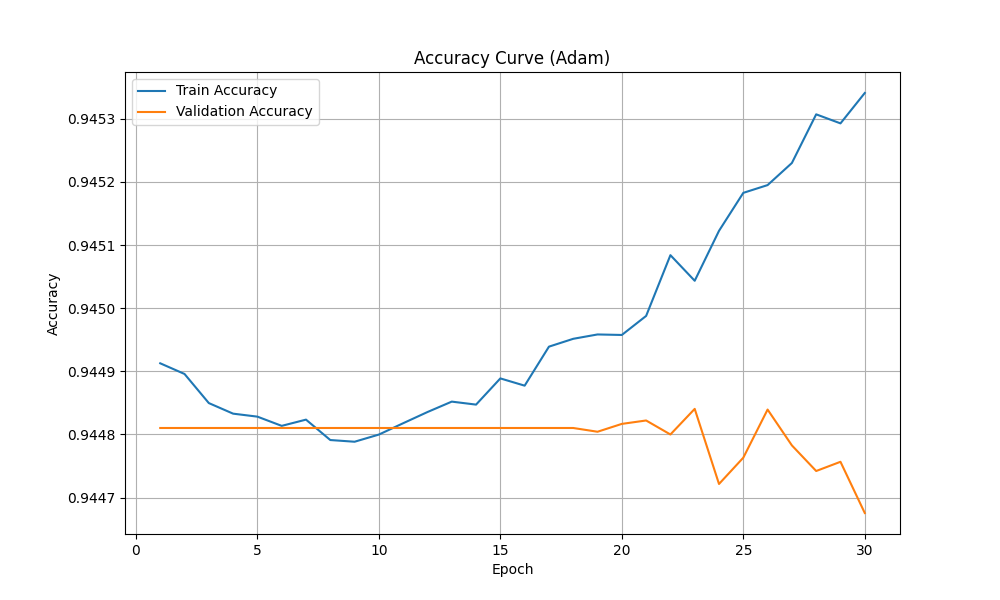 Accuracy Curve (Adam)
Train Accuracy
Validation Accuracy
0.9453
0.9452
0.9451
0.9450
0.9449
0.9448
0.9447
Accuracy
0 5 10 15 20 25 30
Epoch